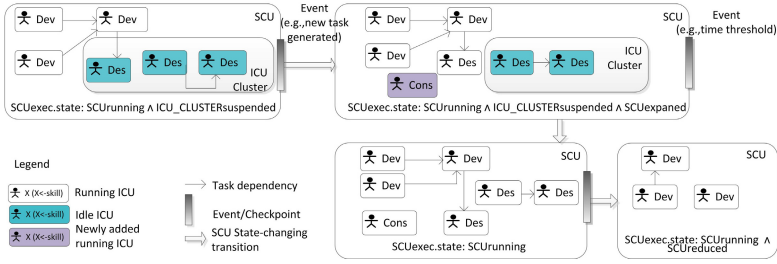 Dev
Dev
Dev
Des
Des
Des
ICU
Cluster
SCU
SCUexec.state: SCUrunning ∧ ICU_CLUSTERsuspended
Event
(e.g.,new task
generated)
Dev
Dev
Dev
Des
Cons
Des
Des
ICU
Cluster
SCU
SCUexec.state: SCUrunning ∧ ICU_CLUSTERsuspended ∧ SCUexpaned
Event
(e.g.,time threshold)
Dev
Dev
Dev
Des
Des
Cons
Des
SCU
SCUexec.state: SCUrunning
Dev
Dev
Dev
SCU
SCUexec.state: SCUrunning ∧
SCUreduced
Legend
X (X<-skill)
Running ICU
X (X<-skill)
Idle ICU
X (X<-skill)
Newly added
running ICU
Task dependency
Event/Checkpoint
SCU State-changing
transition